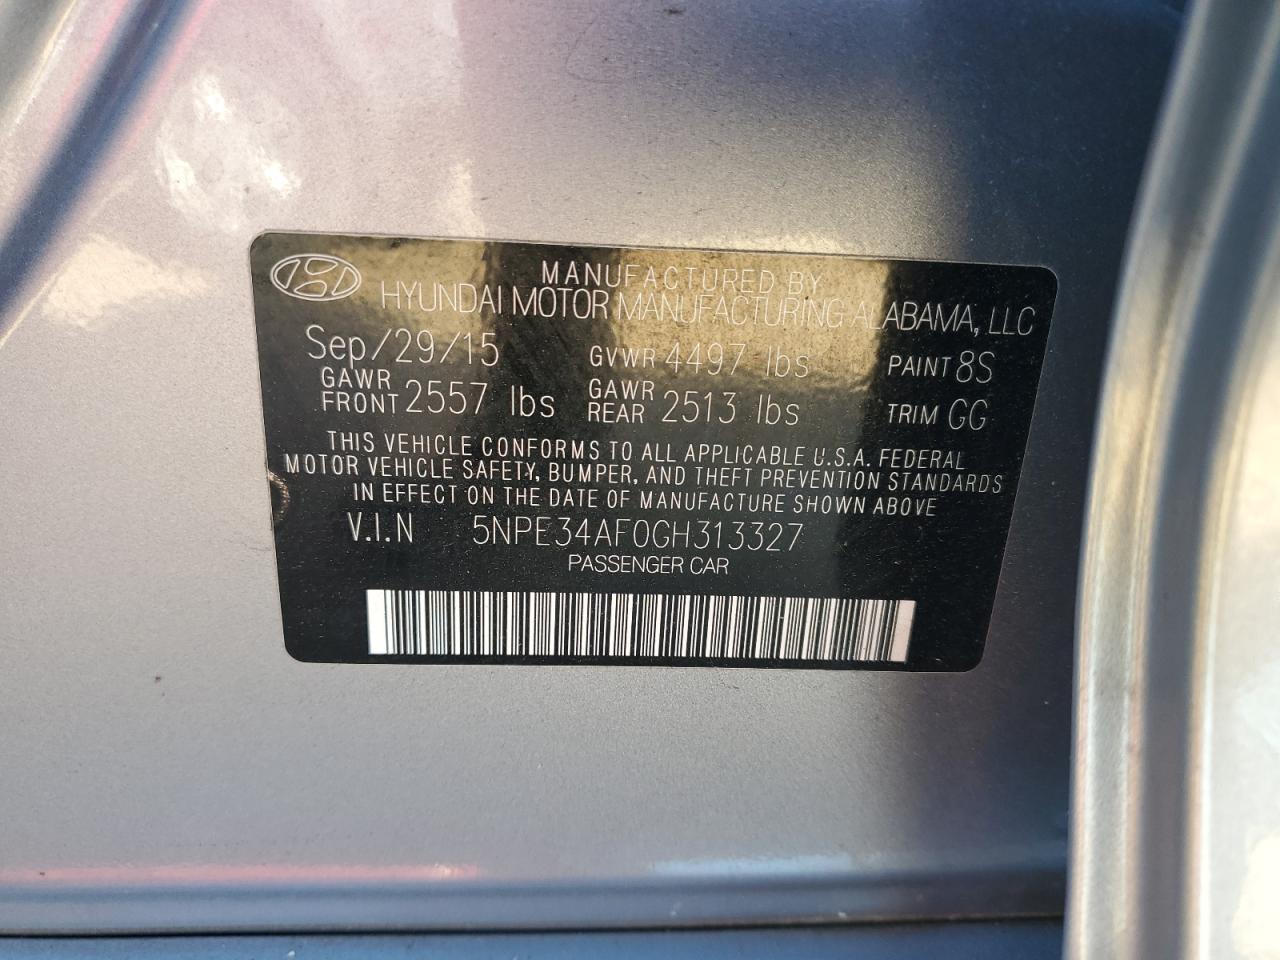 MANUFACTURED BY
HYUNDAI MOTOR MANUFACTURING ALABAMA, LLC
Sep/29/15 GVWR 4497 lbs PAINT 8S
GAWR FRONT 2557 lbs GAWR REAR 2513 lbs TRIM GG
THIS VEHICLE CONFORMS TO ALL APPLICABLE U.S.A. FEDERAL
MOTOR VEHICLE SAFETY, BUMPER, AND THEFT PREVENTION STANDARDS
IN EFFECT ON THE DATE OF MANUFACTURE SHOWN ABOVE
V.I.N 5NPE34AF0GH313327
PASSENGER CAR